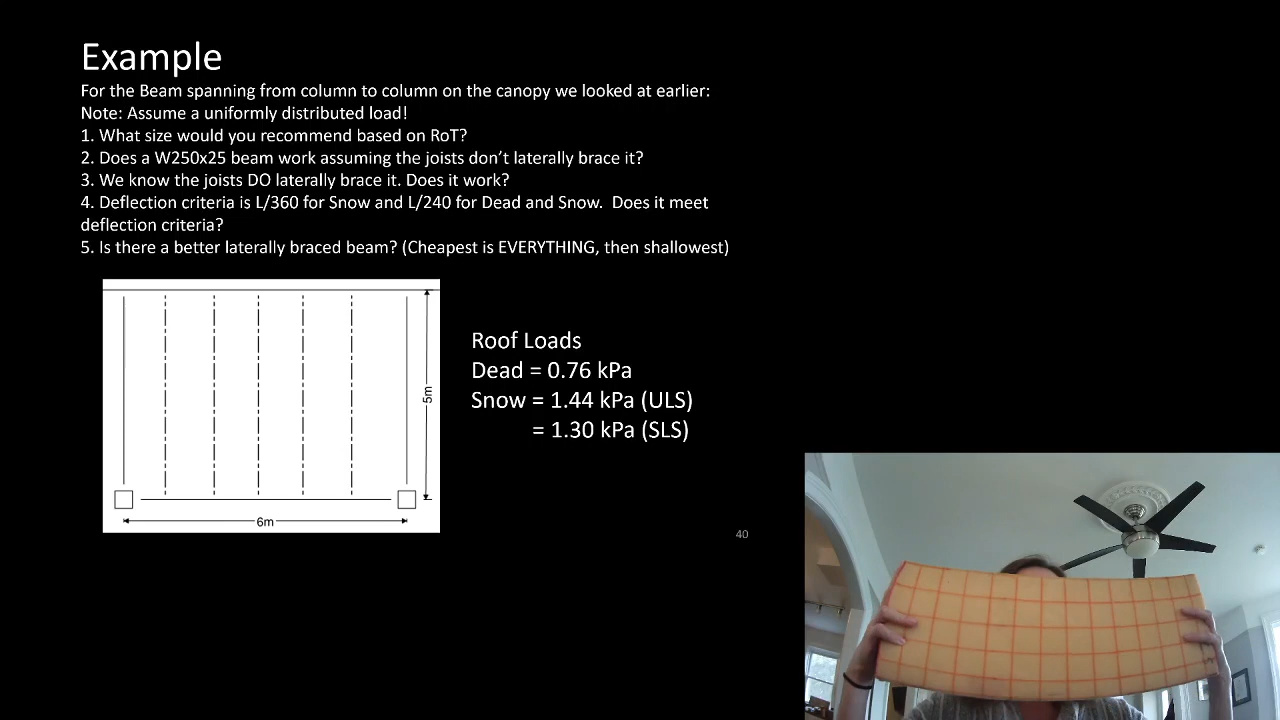 Example
For the Beam spanning from column to column on the canopy we looked at earlier:
Note: Assume a uniformly distributed load!
1. What size would you recommend based on RoT?
2. Does a W250x25 beam work assuming the joists don’t laterally brace it?
3. We know the joists DO laterally brace it. Does it work?
4. Deflection criteria is L/360 for Snow and L/240 for Dead and Snow.  Does it meet
deflection criteria?
5. Is there a better laterally braced beam? (Cheapest is EVERYTHING, then shallowest)
Roof Loads
Dead = 0.76 kPa
Snow = 1.44 kPa (ULS)
= 1.30 kPa (SLS)
5m
6m
40